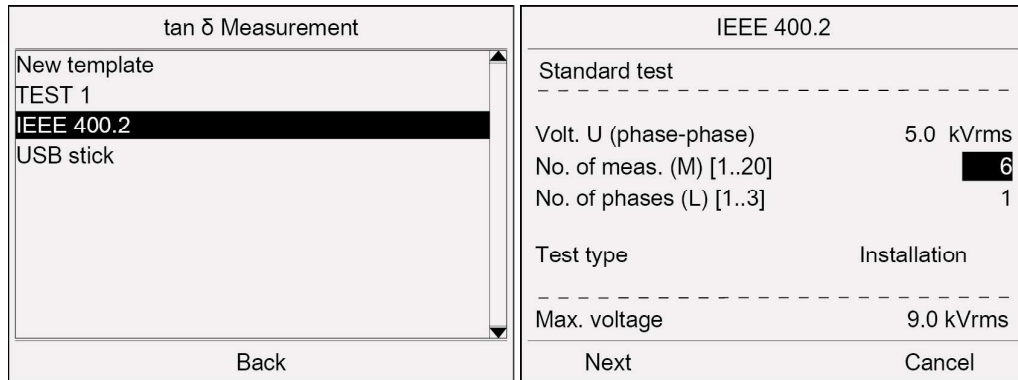 tan δ Measurement
New template
TEST 1
IEEE 400.2
USB stick
Back
IEEE 400.2
Standard test
Volt. U (phase-phase) 5.0 kVrms
No. of meas. (M) [1..20] 6
No. of phases (L) [1..3] 1
Test type Installation
Max. voltage 9.0 kVrms
Next Cancel